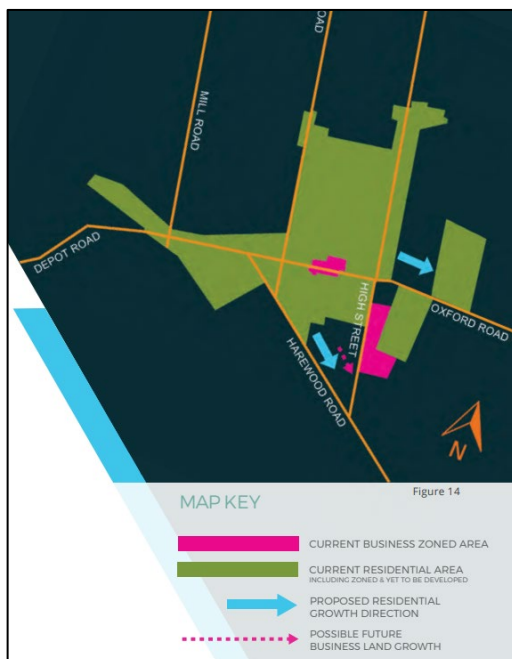 OAD
ROAD
MILL ROAD
DEPOT ROAD
HIGH STREET
OXFORD ROAD
HAREWOOD ROAD
N
Figure 14
MAP KEY
CURRENT BUSINESS ZONED AREA
CURRENT RESIDENTIAL AREA
INCLUDING ZONED & YET TO BE DEVELOPED
PROPOSED RESIDENTIAL
GROWTH DIRECTION
POSSIBLE FUTURE
BUSINESS LAND GROWTH